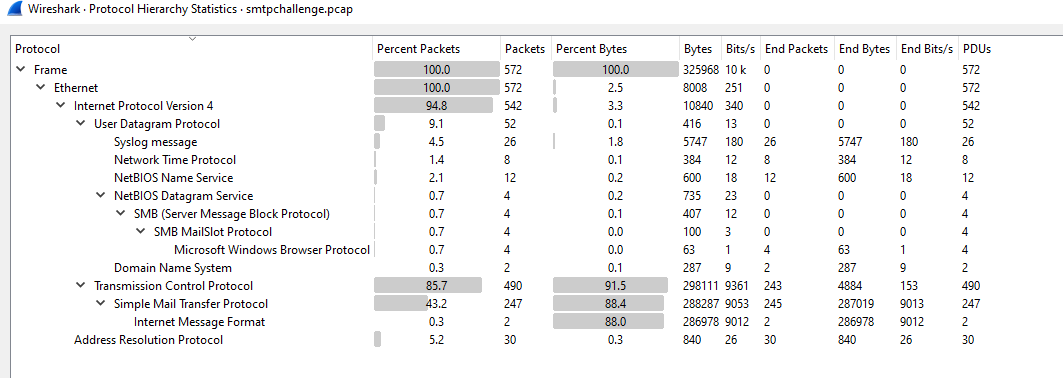 Wireshark · Protocol Hierarchy Statistics · smtpchallenge.pcap
Protocol Percent Packets Packets Percent Bytes Bytes Bits/s End Packets End Bytes End Bits/s PDUs
Frame 100.0 572 100.0 325968 10 k 0 0 0 572
Ethernet 100.0 572 2.5 8008 251 0 0 0 572
Internet Protocol Version 4 94.8 542 3.3 10840 340 0 0 0 542
User Datagram Protocol 9.1 52 0.1 416 13 0 0 0 52
Syslog message 4.5 26 1.8 5747 180 26 5747 180 26
Network Time Protocol 1.4 8 0.1 384 12 8 384 12 8
NetBIOS Name Service 2.1 12 0.2 600 18 12 600 18 12
NetBIOS Datagram Service 0.7 4 0.2 735 23 0 0 0 4
SMB (Server Message Block Protocol) 0.7 4 0.1 407 12 0 0 0 4
SMB MailSlot Protocol 0.7 4 0.0 100 3 0 0 0 4
Microsoft Windows Browser Protocol 0.7 4 0.0 63 1 4 63 1 4
Domain Name System 0.3 2 0.1 287 9 2 287 9 2
Transmission Control Protocol 85.7 490 91.5 298111 9361 243 4884 153 490
Simple Mail Transfer Protocol 43.2 247 88.4 288287 9053 245 287019 9013 247
Internet Message Format 0.3 2 88.0 286978 9012 2 286978 9012 2
Address Resolution Protocol 5.2 30 0.3 840 26 30 840 26 30